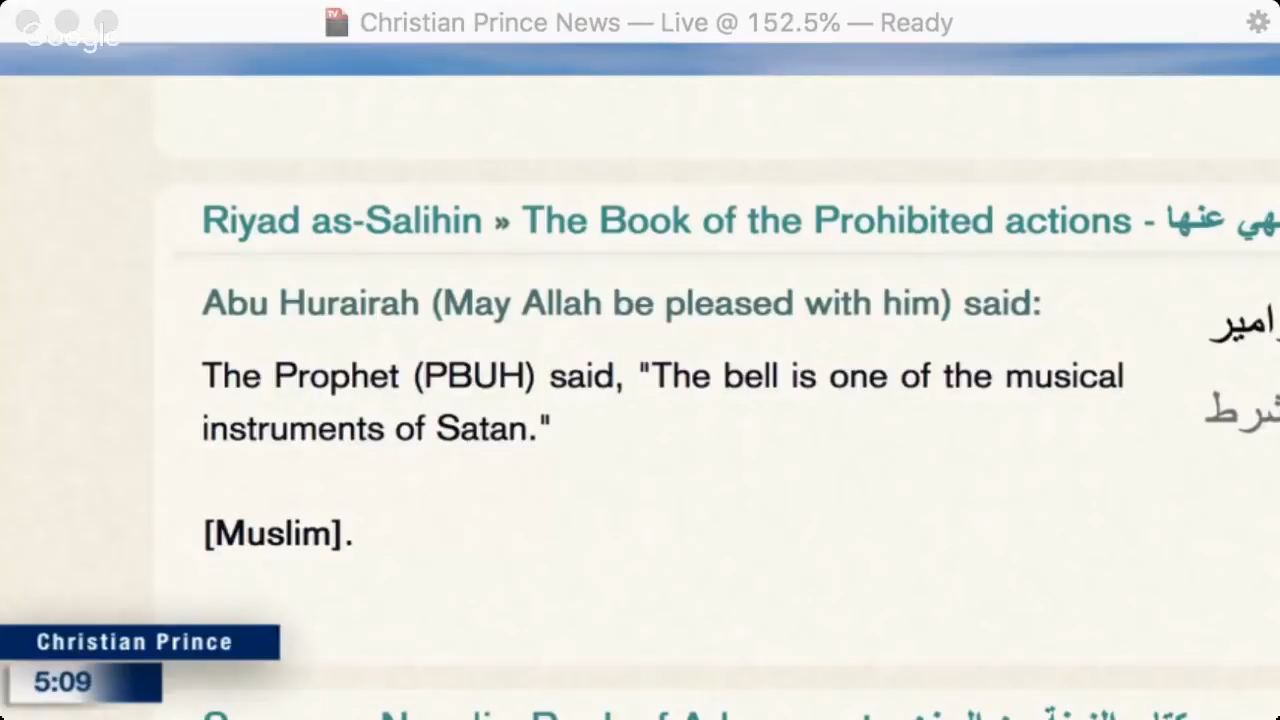 Christian Prince News — Live @ 152.5% — Ready
Google
Riyad as-Salihin » The Book of the Prohibited actions - عنها
Abu Hurairah (May Allah be pleased with him) said:
The Prophet (PBUH) said, "The bell is one of the musical
instruments of Satan."
[Muslim].
Christian Prince
5:09